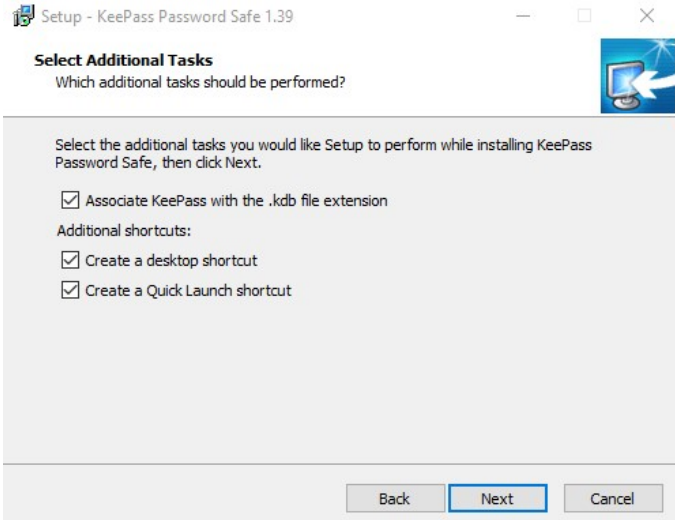 Setup - KeePass Password Safe 1.39
Select Additional Tasks
Which additional tasks should be performed?
Select the additional tasks you would like Setup to perform while installing KeePass
Password Safe, then click Next.
Associate KeePass with the .kdb file extension
Additional shortcuts:
Create a desktop shortcut
Create a Quick Launch shortcut
Back Next Cancel